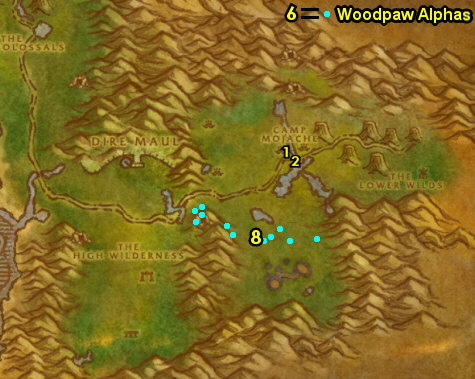 6 = Woodpaw Alphas
THE
COLOSSALS
DIRE MAUL
CAMP
MOJACHE
1
2
THE
LOWER WILDS
8
THE
HIGH WILDERNESS